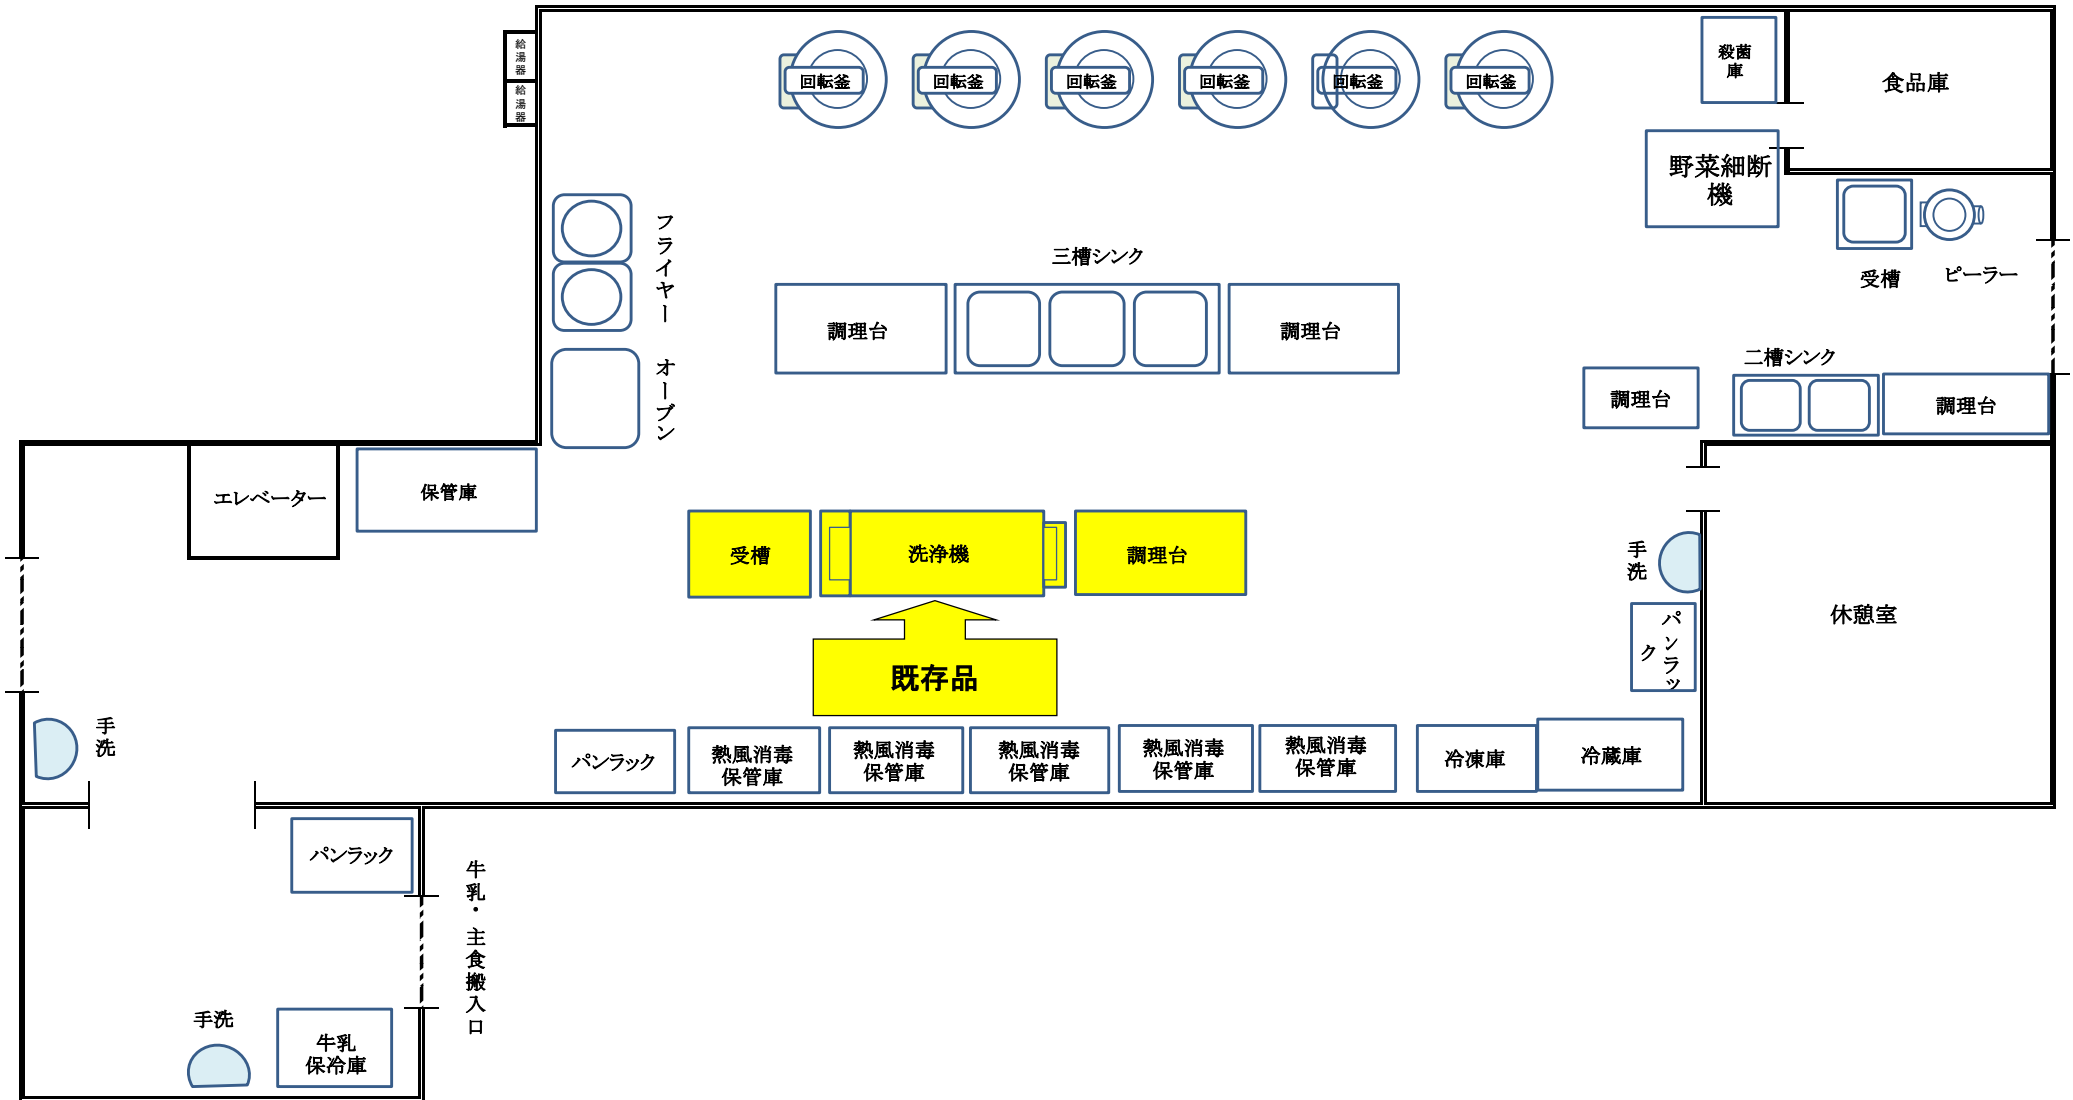 給湯器
給湯器
回転釜
回転釜
回転釜
回転釜
回転釜
回転釜
殺菌
庫
食品庫
野菜細断
機
フライヤー
三槽シンク
受槽
ピーラー
調理台
調理台
オーブン
二槽シンク
調理台
調理台
エレベーター
保管庫
受槽
洗浄機
調理台
手洗
休憩室
パンラッ
ク
既存品
手洗
パンラック
熱風消毒
保管庫
熱風消毒
保管庫
熱風消毒
保管庫
熱風消毒
保管庫
熱風消毒
保管庫
冷凍庫
冷蔵庫
パンラック
牛乳・主食搬入口
手洗
牛乳
保冷庫